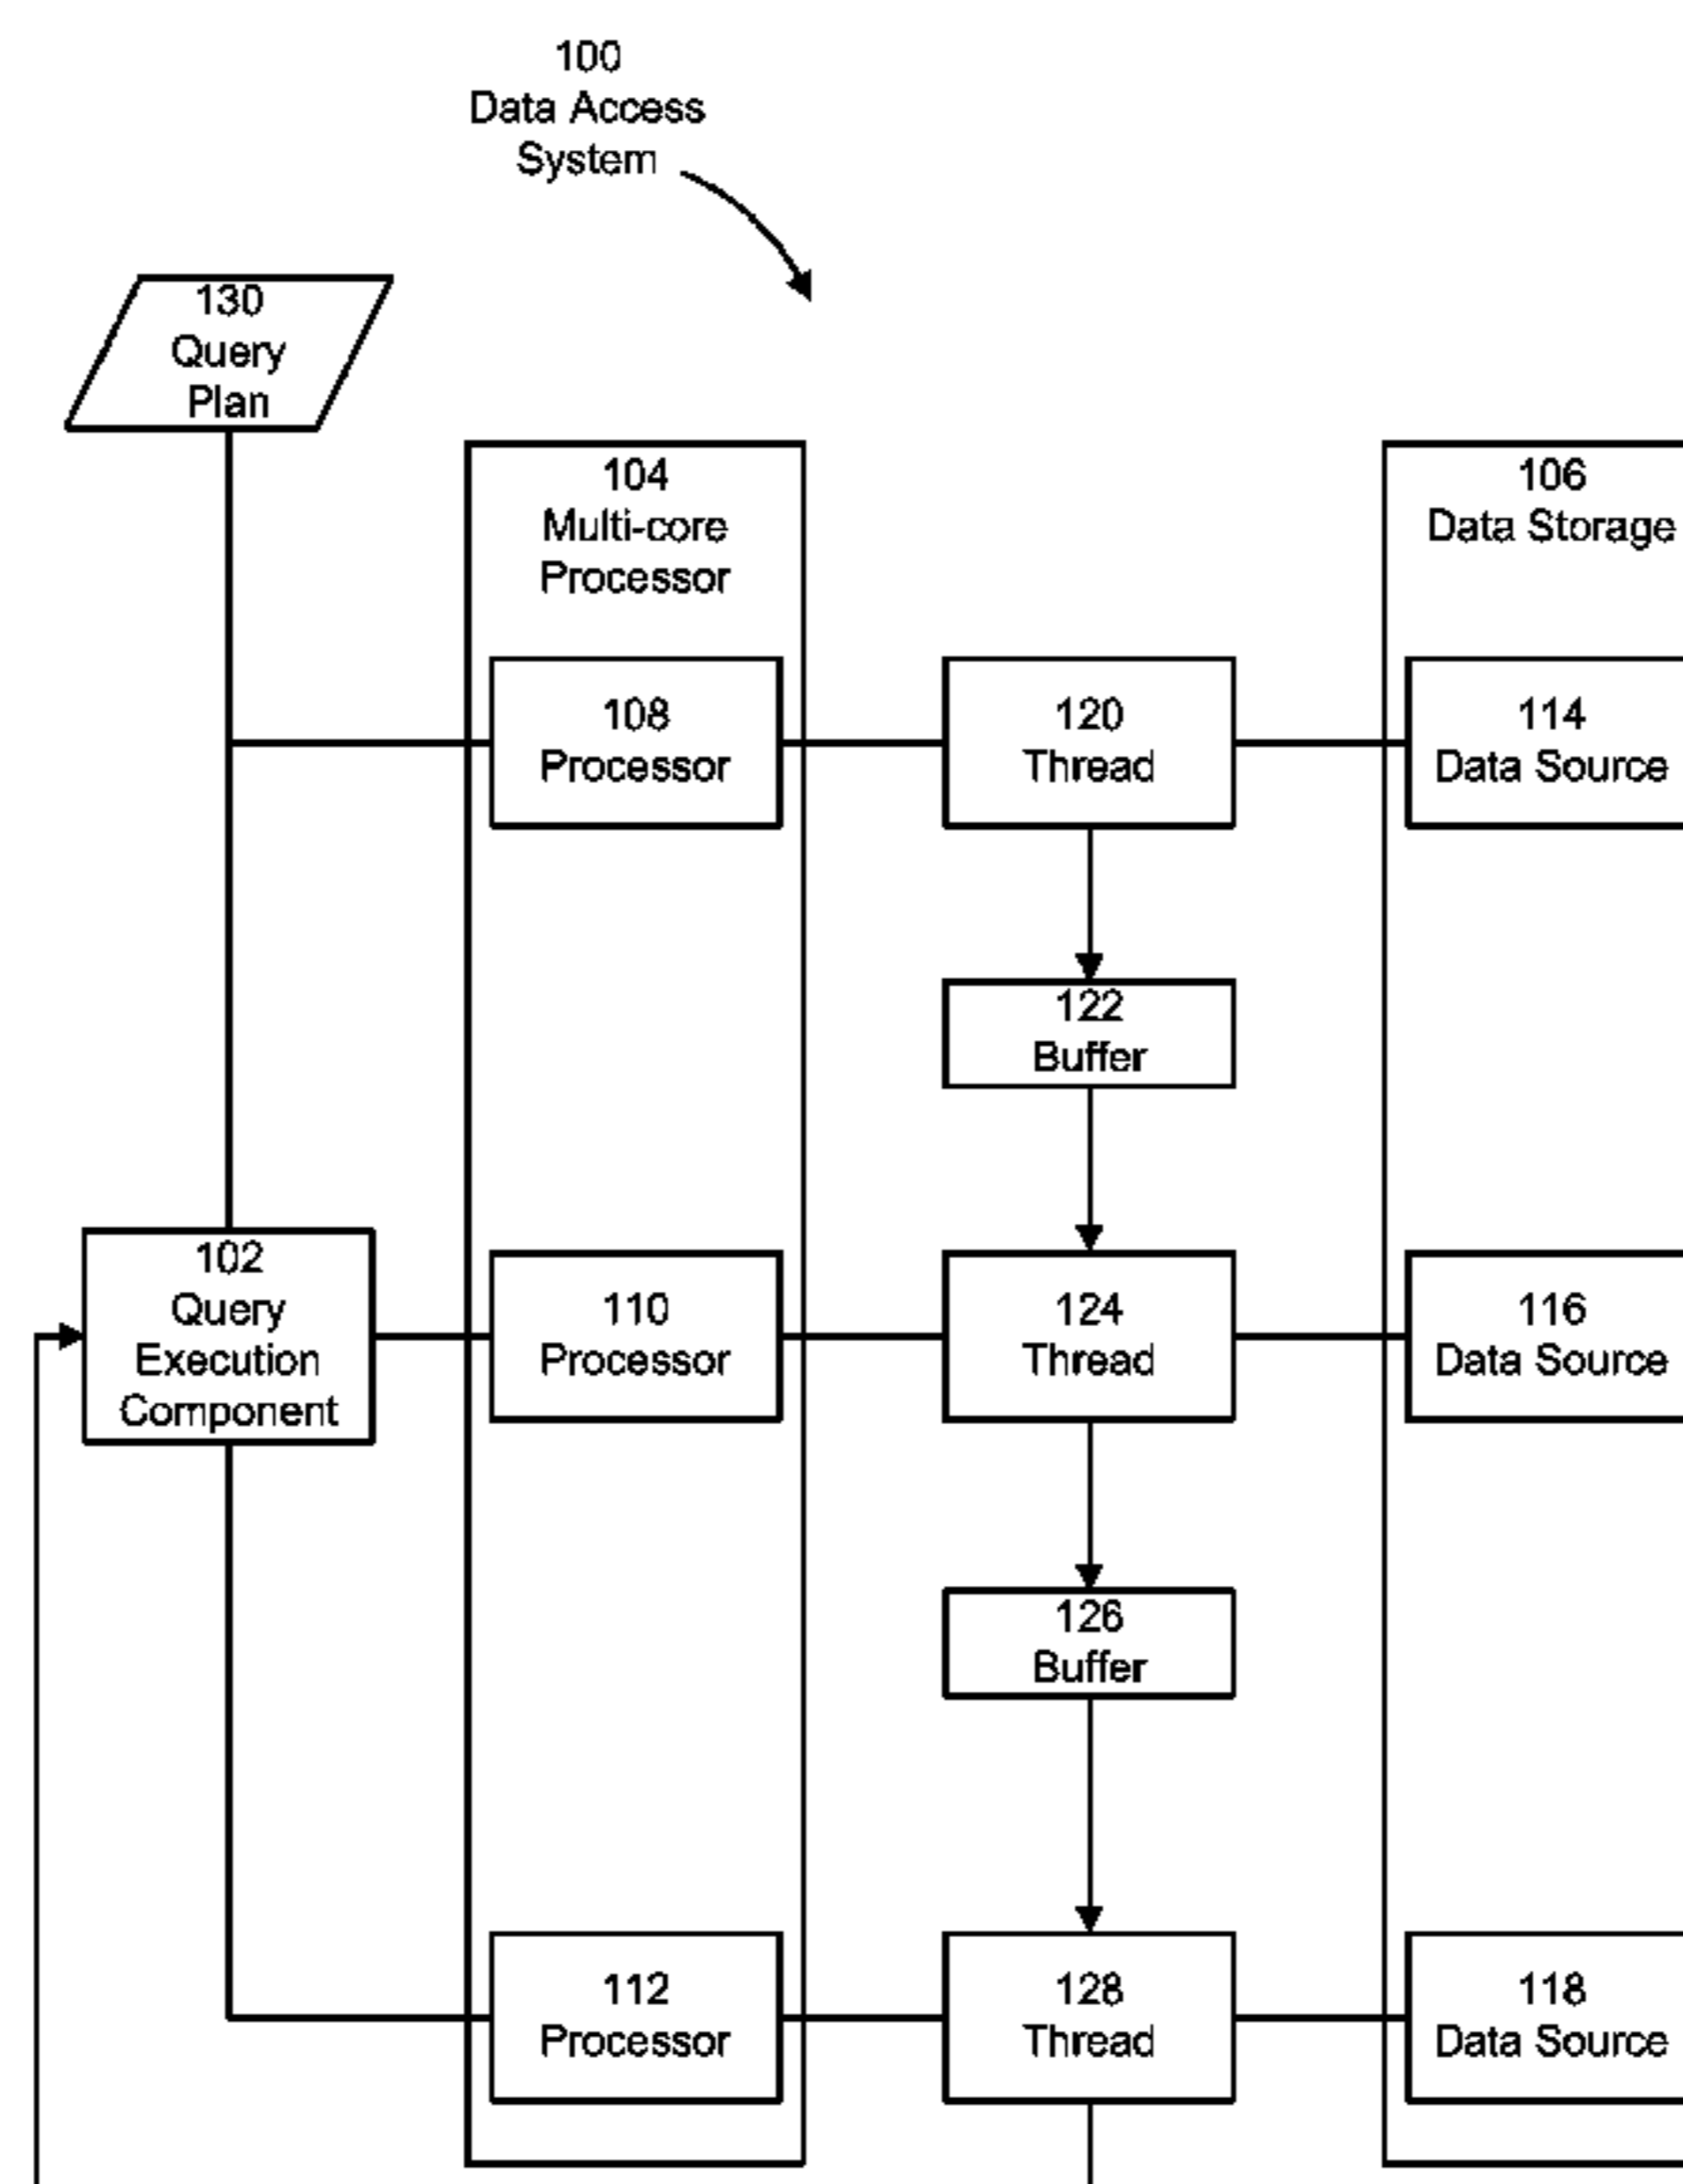 100
Data Access
System
130
Query
Plan
104
Multi-core
Processor
106
Data Storage
108
Processor
120
Thread
114
Data Source
122
Buffer
102
Query
Execution
Component
110
Processor
124
Thread
116
Data Source
126
Buffer
112
Processor
128
Thread
118
Data Source